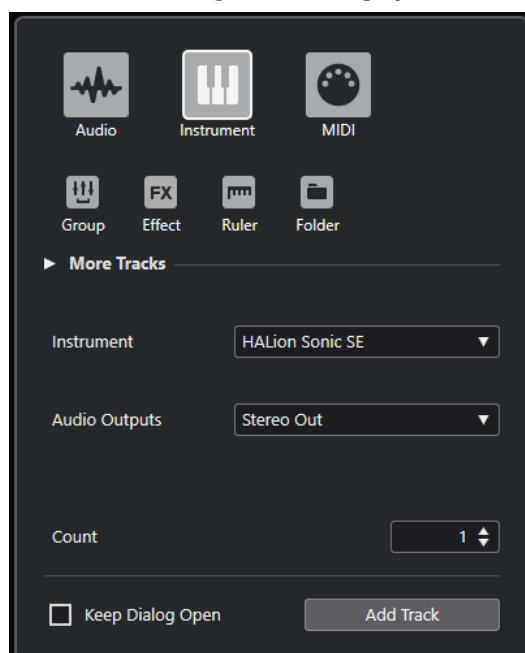 Audio Instrument MIDI
FX
Group Effect Ruler Folder
More Tracks
Instrument HALion Sonic SE
Audio Outputs Stereo Out
Count 1
Keep Dialog Open Add Track